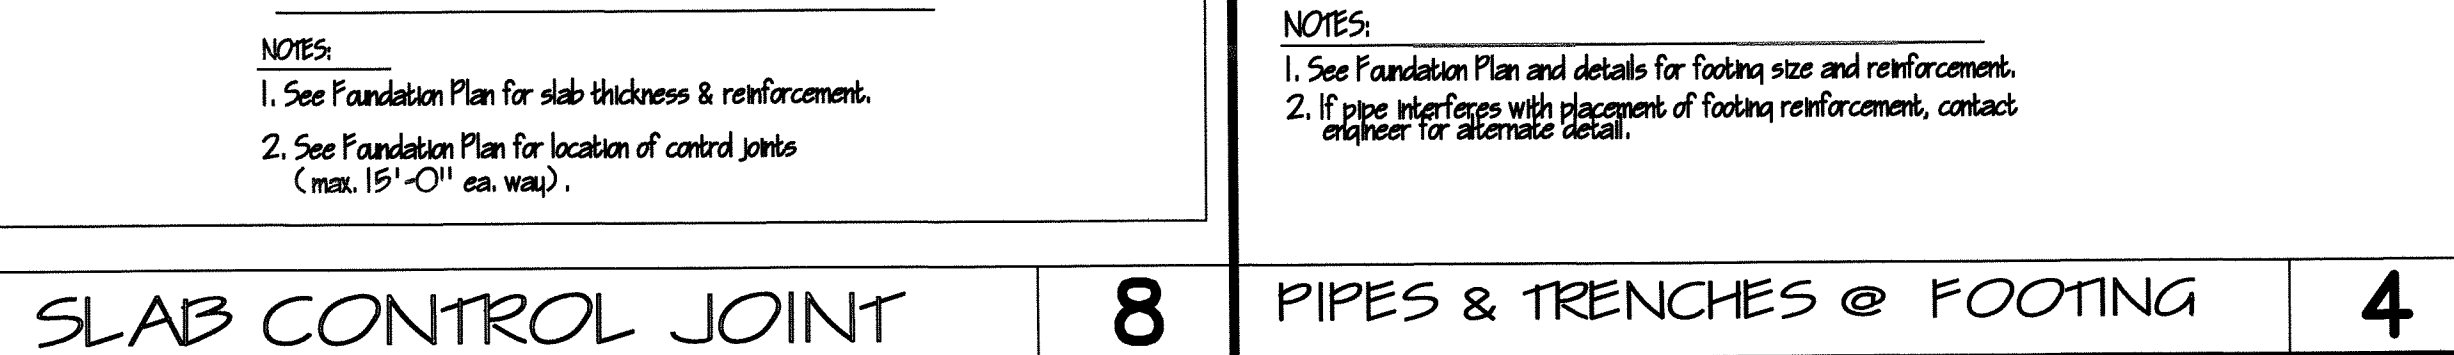 NOTES:
1. See Foundation Plan for slab thickness & reinforcement.
2. See Foundation Plan for location of control joints
(max. 15'-0" ea. way).
SLAB CONTROL JOINT
8
NOTES:
1. See Foundation Plan and details for footing size and reinforcement.
2. If pipe interferes with placement of footing reinforcement, contact
engineer for alternate detail.
PIPES & TRENCHES @ FOOTING
4